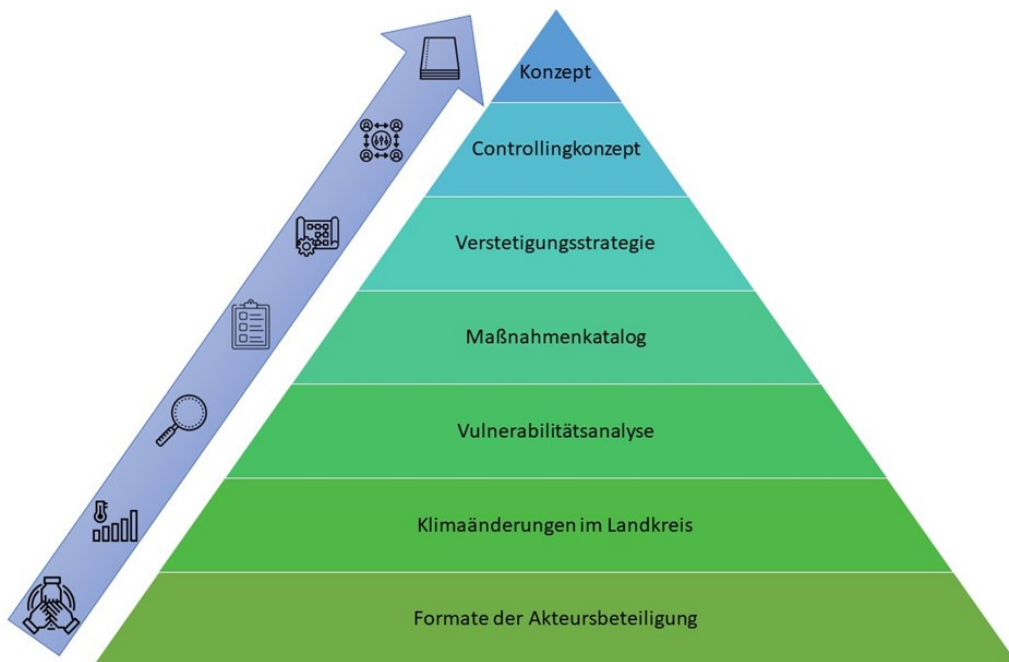 Konzept
Controllingkonzept
Verstetigungsstrategie
Maßnahmenkatalog
Vulnerabilitätsanalyse
Klimaänderungen im Landkreis
Formate der Akteursbeteiligung